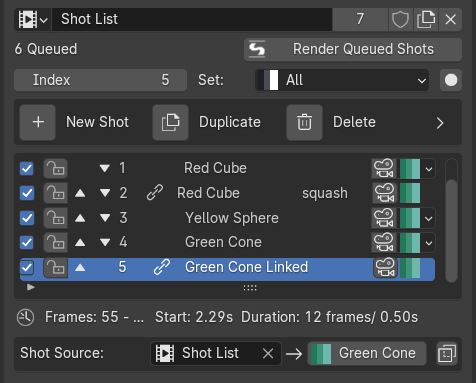 Shot List 7
6 Queued Render Queued Shots
Index 5 Set: All
New Shot Duplicate Delete
1 Red Cube
2 Red Cube squash
3 Yellow Sphere
4 Green Cone
5 Green Cone Linked
Frames: 55 - ... Start: 2.29s Duration: 12 frames/ 0.50s
Shot Source: Shot List Green Cone